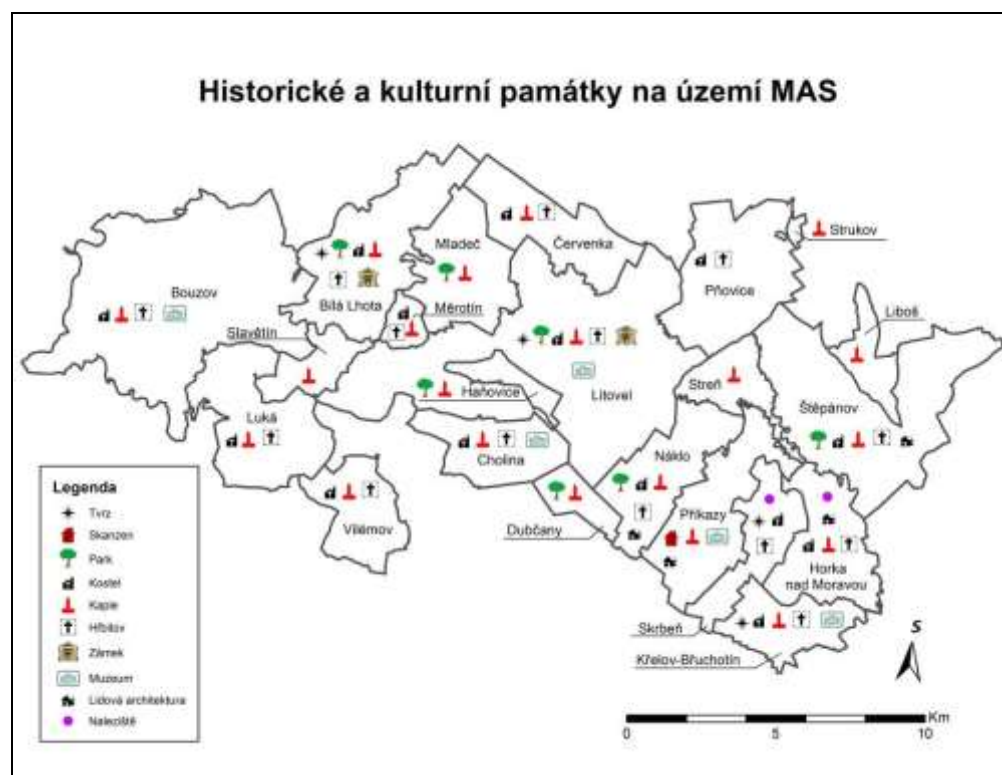 Historické a kulturní památky na území MAS
Strukov
Mladeč
Červenka
Pňovice
Bouzov
Bílá Lhota
Měrotín
Liboš
Slavětín
Haňovice
Litovel
Streň
Štěpánov
Luká
Cholina
Náklo
Vilémov
Dubčany
Příkazy
Horka
nad Moravou
Skrbeň
Křelov-Břuchotín
Legenda
Tvrz
Skanzen
Park
Kostel
Kaple
Hřbitov
Zámek
Muzeum
Lidová architektura
Naleziště
S
Km
0
5
10